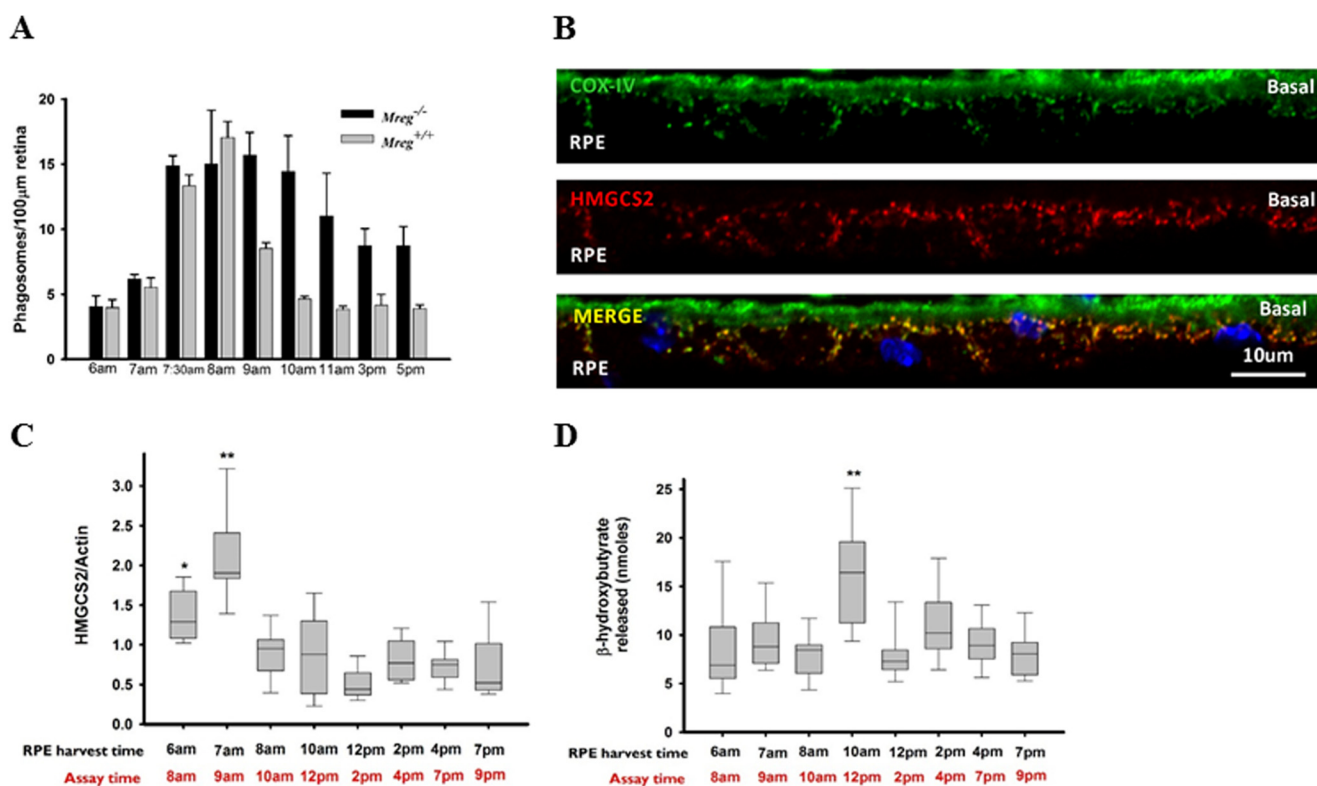 A
20
15
10
5
0
Phagosomes/100µm retina
Mreg-/-
Mreg+/+
6am 7am 7:30am 8am 9am 10am 11am 3pm 5pm
B
COX-IV
Basal
RPE
HMGCS2
Basal
RPE
MERGE
Basal
RPE
10um
C
3.0
2.5
2.0
1.5
1.0
0.5
0.0
HMGCS2/Actin
*
**
RPE harvest time 6am 7am 8am 10am 12pm 2pm 4pm 7pm
Assay time 8am 9am 10am 12pm 2pm 4pm 7pm 9pm
D
25
20
15
10
5
0
β-hydroxybutyrate
released (nmoles)
**
RPE harvest time 6am 7am 8am 10am 12pm 2pm 4pm 7pm
Assay time 8am 9am 10am 12pm 2pm 4pm 7pm 9pm